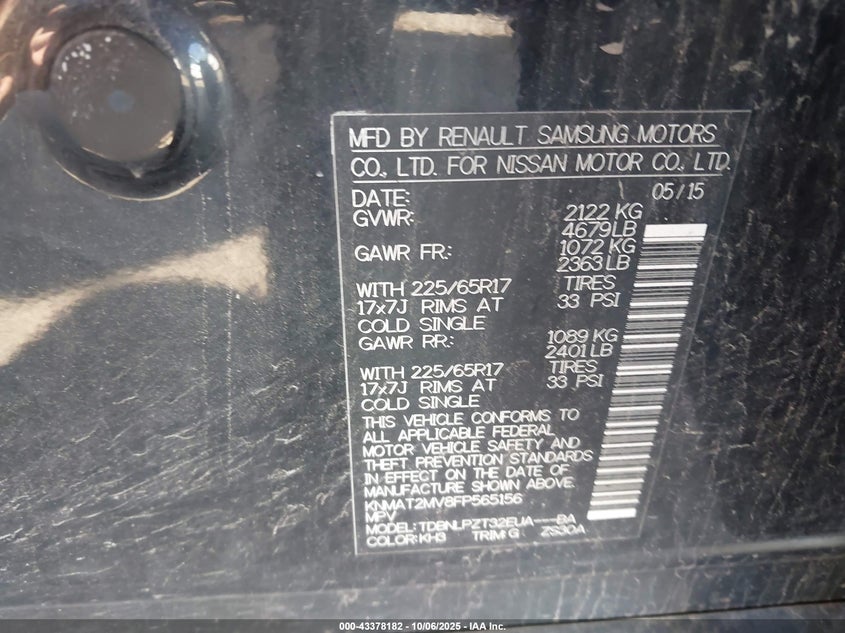 MFD BY RENAULT SAMSUNG MOTORS
CO., LTD. FOR NISSAN MOTOR CO., LTD.
DATE: 05/15
GVWR: 2122 KG
4679LB
GAWR FR.: 1072 KG
2363LB
WITH 225/65R17 TIRES
17x7J RIMS AT 33 PSI
COLD SINGLE
GAWR RR.: 1089 KG
2401LB
WITH 225/65R17 TIRES
17x7J RIMS AT 33 PSI
COLD SINGLE
THIS VEHICLE CONFORMS TO
ALL APPLICABLE FEDERAL
MOTOR VEHICLE SAFETY AND
THEFT PREVENTION STANDARDS
IN EFFECT ON THE DATE OF
MANUFACTURE SHOWN ABOVE.
KNMAT2MV8FP565156
MPV
MODEL: TDBNLPZT32EUA----BA
COLOR: KH3 TRIM: G ZS30A
000-43378182 - 10/06/2025 - IAA Inc.